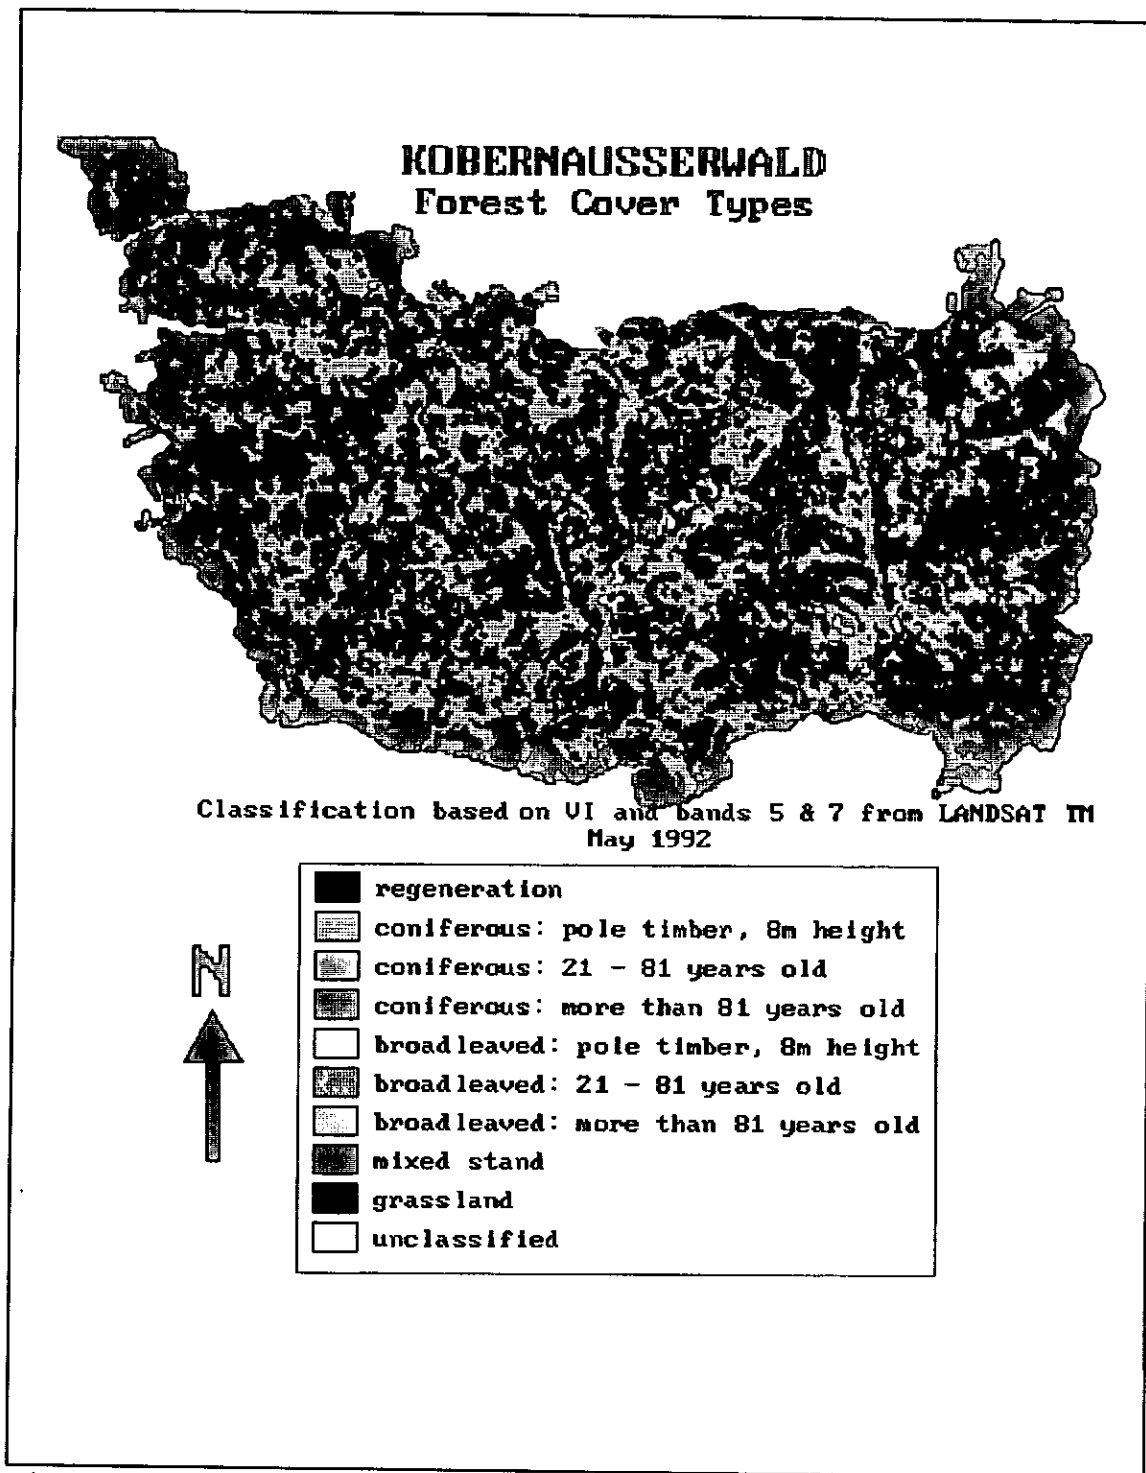 KOBERNAUSSERWALD
Forest Cover Types
Classification based on VI and bands 5 & 7 from LANDSAT TM
May 1992
regeneration
coniferous: pole timber, 8m height
coniferous: 21 - 81 years old
coniferous: more than 81 years old
broadleaved: pole timber, 8m height
broadleaved: 21 - 81 years old
broadleaved: more than 81 years old
mixed stand
grassland
unclassified
N